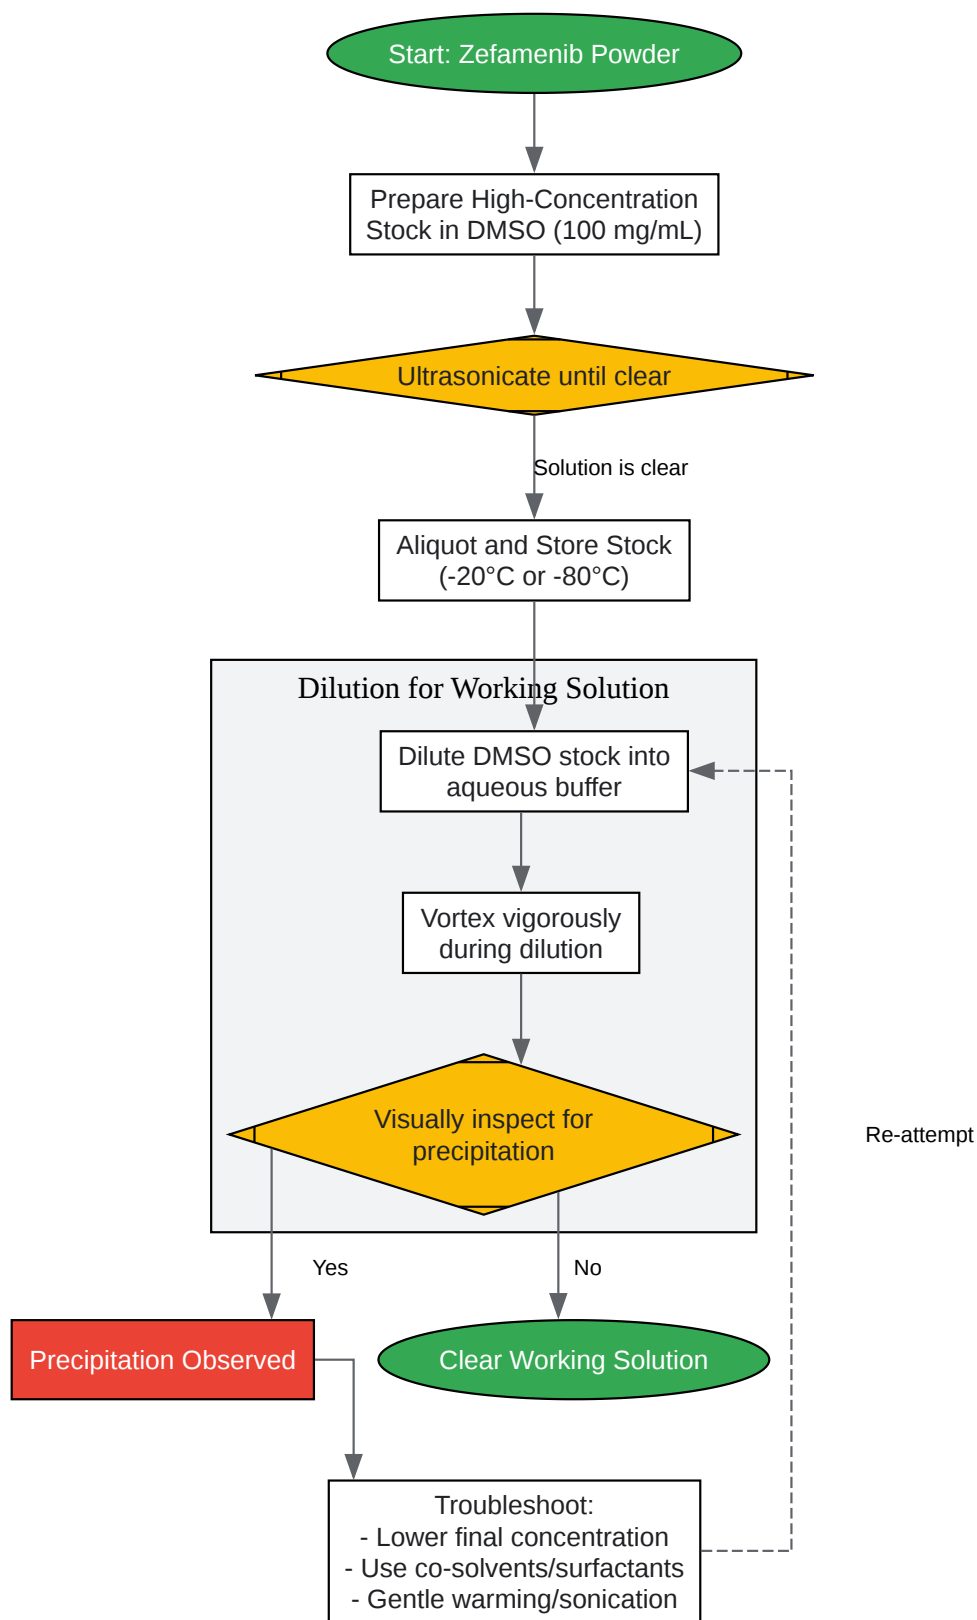 Start: Zefamenib Powder
Prepare High-Concentration
Stock in DMSO (100 mg/mL)
Ultrasonicate until clear
Solution is clear
Aliquot and Store Stock
(-20°C or -80°C)
Dilution for Working Solution
Dilute DMSO stock into
aqueous buffer
Vortex vigorously
during dilution
Visually inspect for
precipitation
Re-attempt
Yes
No
Precipitation Observed
Clear Working Solution
Troubleshoot:
- Lower final concentration
- Use co-solvents/surfactants
- Gentle warming/sonication